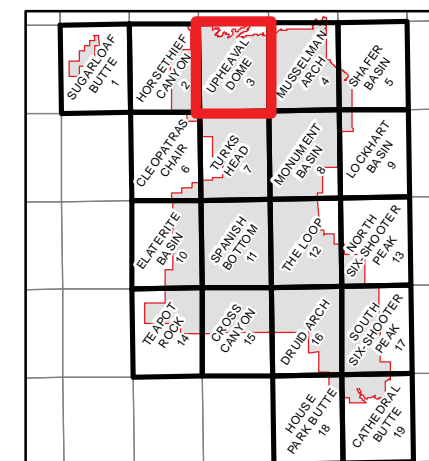 SUGARLOAF
BUTTE
1
HORSETHIEF
CANYON
2
UPHEAVAL
DOME
3
MUSSELMAN
ARCH
4
SHAFER
BASIN
5
CLEOPATRAS
CHAIR
6
TURKS
HEAD
7
MONUMENT
BASIN
8
LOCKHART
BASIN
9
ELATERITE
BASIN
10
SPANISH
BOTTOM
11
THE LOOP
12
NORTH
SIX-SHOOTER
PEAK
13
TEAPOT
ROCK
14
CROSS
CANYON
15
DRUID ARCH
16
SOUTH
SIX-SHOOTER
PEAK
17
HOUSE
PARK BUTTE
18
CATHEDRAL
BUTTE
19